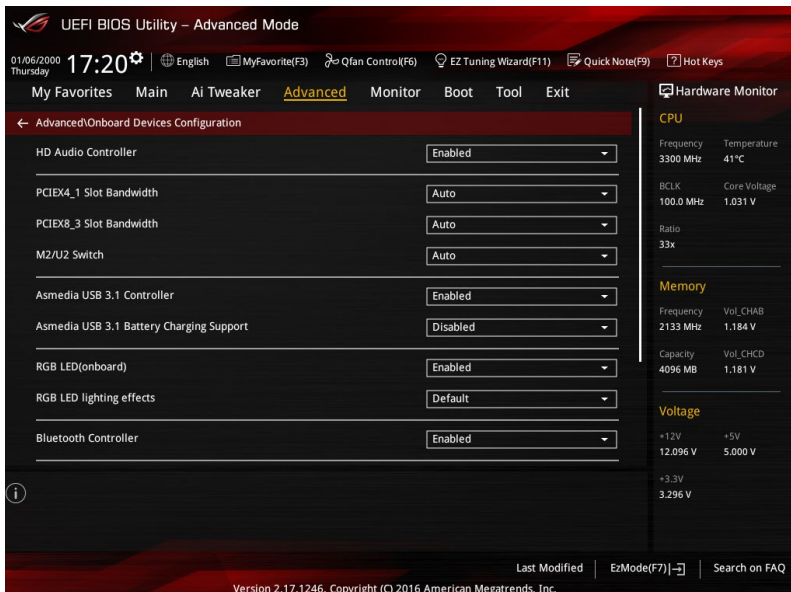 UEFI BIOS Utility – Advanced Mode
01/06/2000 Thursday 17:20 English MyFavorite(F3) Qfan Control(F6) EZ Tuning Wizard(F11) Quick Note(F9) ? Hot Keys
My Favorites Main Ai Tweaker Advanced Monitor Boot Tool Exit
← Advanced\Onboard Devices Configuration
HD Audio Controller Enabled
PCIEX4_1 Slot Bandwidth Auto
PCIEX8_3 Slot Bandwidth Auto
M2/U2 Switch Auto
Asmedia USB 3.1 Controller Enabled
Asmedia USB 3.1 Battery Charging Support Disabled
RGB LED(onboard) Enabled
RGB LED lighting effects Default
Bluetooth Controller Enabled
Hardware Monitor
CPU
Frequency Temperature
3300 MHz 41°C
BCLK Core Voltage
100.0 MHz 1.031 V
Ratio
33x
Memory
Frequency Vol_CHAB
2133 MHz 1.184 V
Capacity Vol_CHCD
4096 MB 1.181 V
Voltage
+12V +5V
12.096 V 5.000 V
+3.3V
3.296 V
Last Modified EzMode(F7) Search on FAQ
Version 2.17.1246. Copyright (C) 2016 American Megatrends, Inc.